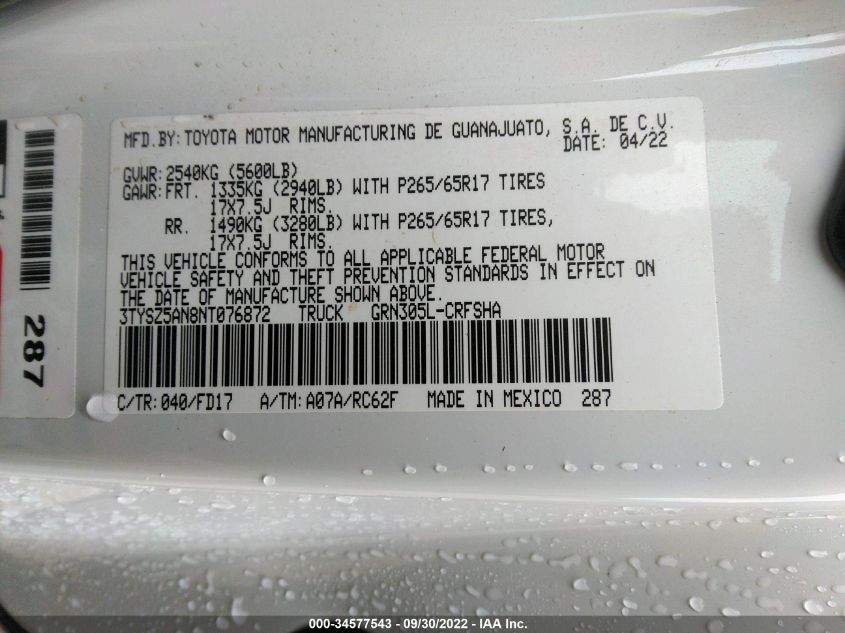 MFD.BY:TOYOTA MOTOR MANUFACTURING DE GUANAJUATO, S.A. DE C.V.
DATE: 04/22
GVWR:2540KG (5600LB)
GAWR:FRT. 1335KG (2940LB) WITH P265/65R17 TIRES
17X7.5J RIMS.
RR. 1490KG (3280LB) WITH P265/65R17 TIRES,
17X7.5J RIMS.
THIS VEHICLE CONFORMS TO ALL APPLICABLE FEDERAL MOTOR
VEHICLE SAFETY AND THEFT PREVENTION STANDARDS IN EFFECT ON
THE DATE OF MANUFACTURE SHOWN ABOVE.
3TYSZ5AN8NT076872 TRUCK GRN305L-CRFSHA
C/TR:040/FD17 A/TM:A07A/RC62F MADE IN MEXICO 287
287
000-34577543 - 09/30/2022 - IAA Inc.